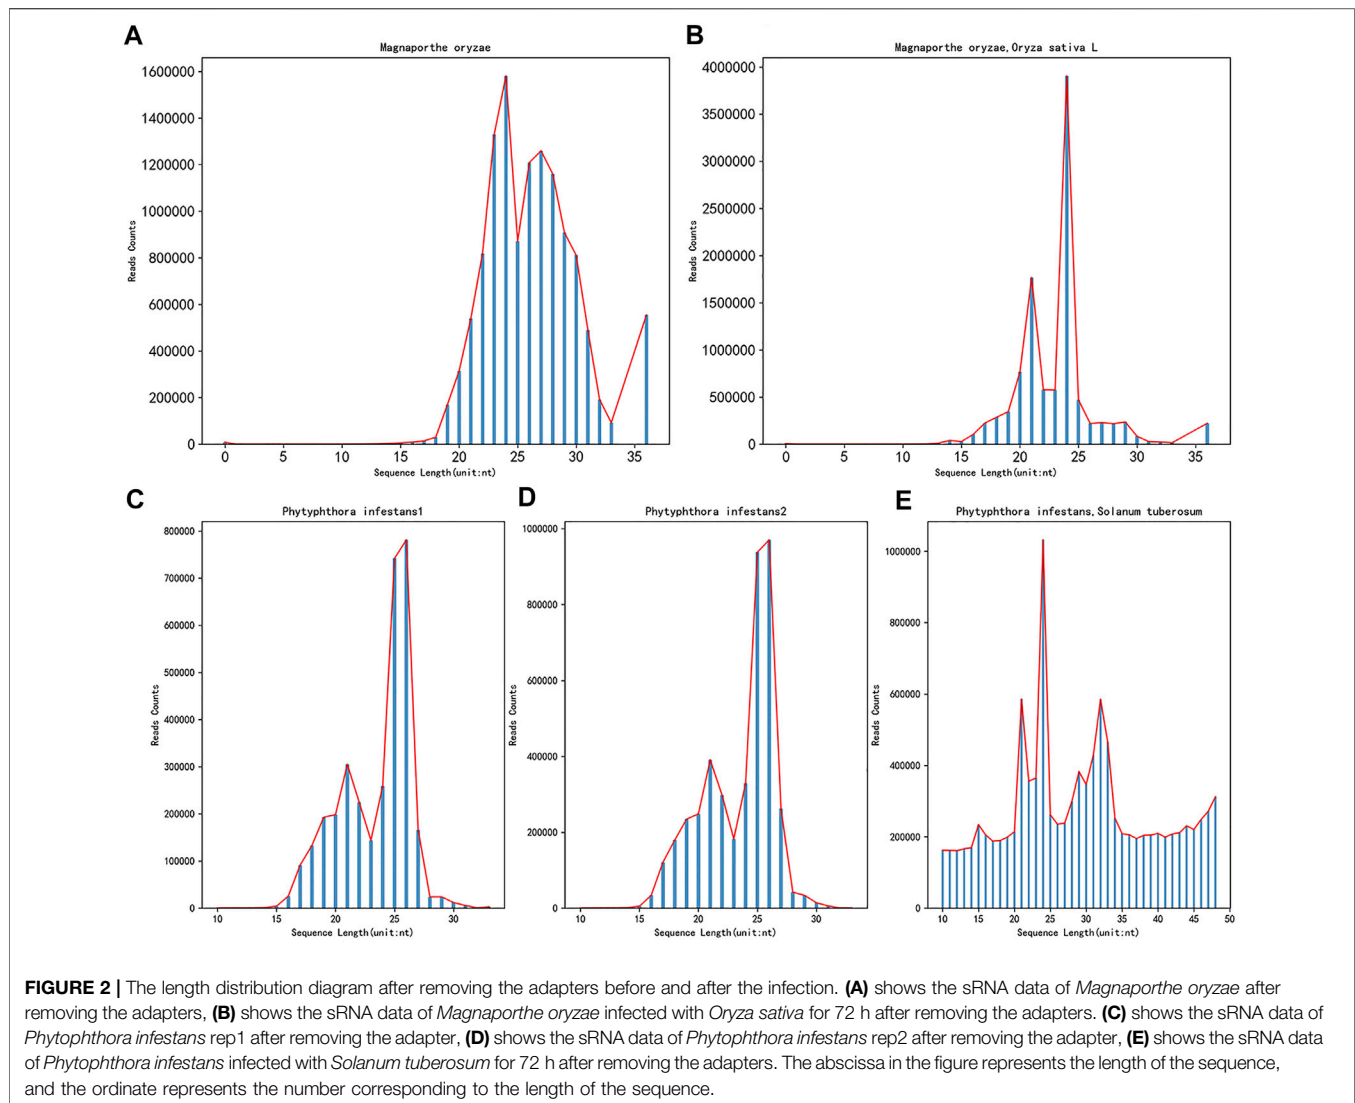 A
Magnaporthe oryzae
1600000
1400000
1200000
1000000
800000
600000
400000
200000
0
Reads Counts
0 5 10 15 20 25 30 35
Sequence Length(unit:nt)
B
Magnaporthe oryzae,Oryza sativa L
4000000
3500000
3000000
2500000
2000000
1500000
1000000
500000
0
Reads Counts
0 5 10 15 20 25 30 35
Sequence Length(unit:nt)
C
Phytyphthora infestans1
800000
700000
600000
500000
400000
300000
200000
100000
0
Reads Counts
10 15 20 25 30
Sequence Length(unit:nt)
D
Phytyphthora infestans2
1000000
800000
600000
400000
200000
0
Reads Counts
10 15 20 25 30
Sequence Length(unit:nt)
E
Phytyphthora infestans,Solanum tuberosum
1000000
800000
600000
400000
200000
0
Reads Counts
10 15 20 25 30 35 40 45 50
Sequence Length(unit:nt)
FIGURE 2 | The length distribution diagram after removing the adapters before and after the infection. (A) shows the sRNA data of Magnaporthe oryzae after
removing the adapters, (B) shows the sRNA data of Magnaporthe oryzae infected with Oryza sativa for 72 h after removing the adapters. (C) shows the sRNA data of
Phytophthora infestans rep1 after removing the adapter, (D) shows the sRNA data of Phytophthora infestans rep2 after removing the adapter, (E) shows the sRNA data
of Phytophthora infestans infected with Solanum tuberosum for 72 h after removing the adapters. The abscissa in the figure represents the length of the sequence,
and the ordinate represents the number corresponding to the length of the sequence.